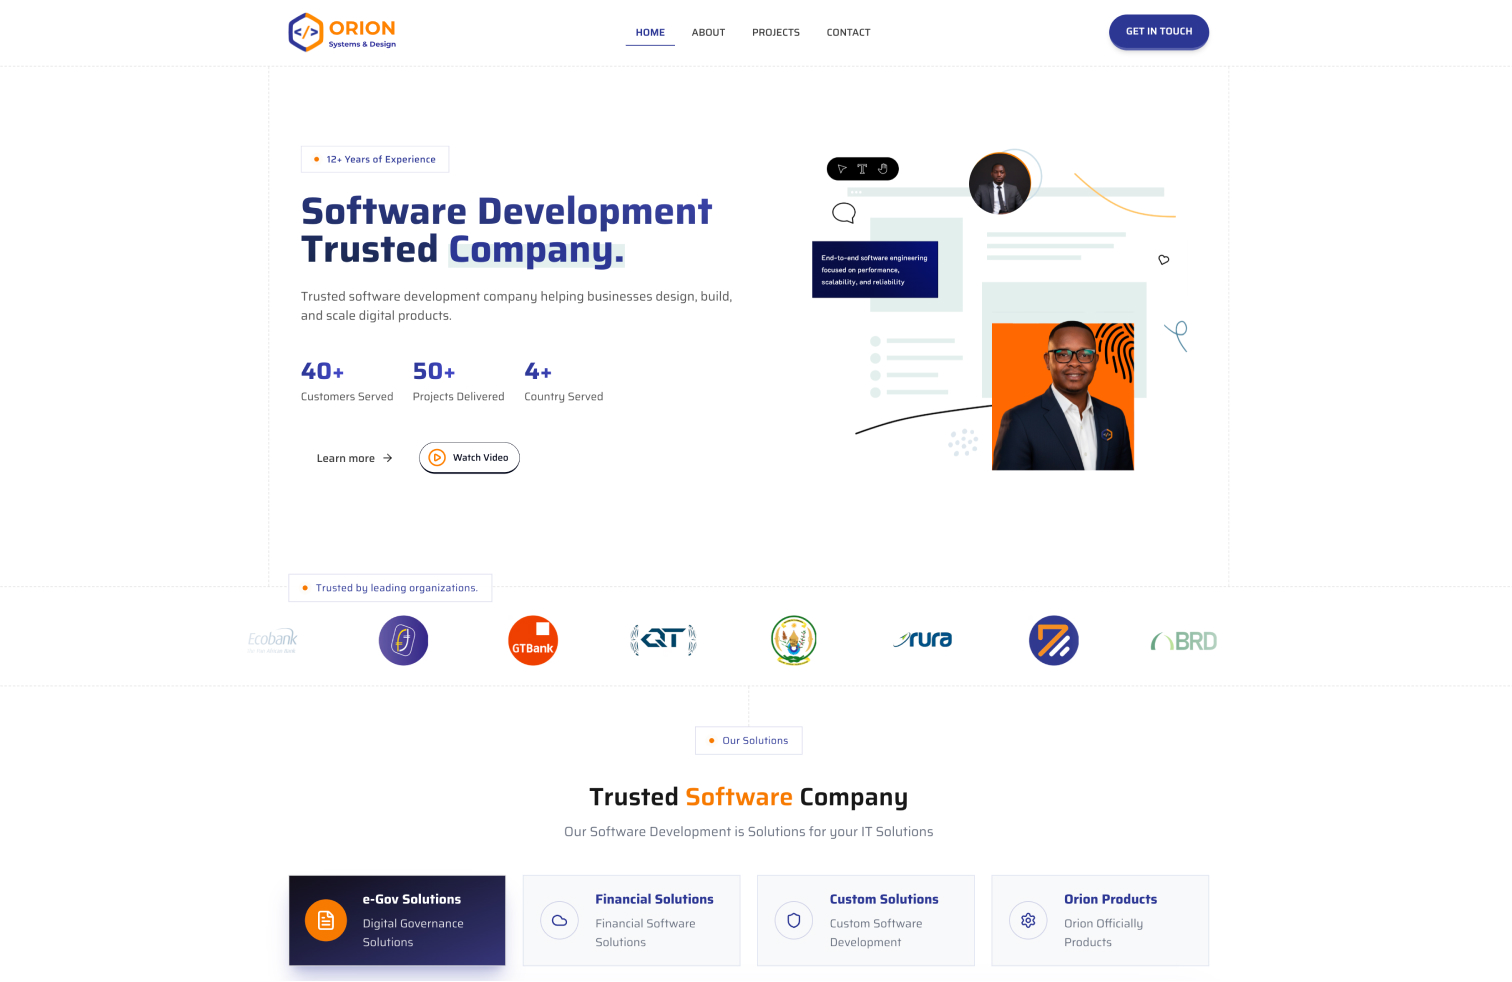 ORION
Systems & Design
HOME
ABOUT
PROJECTS
CONTACT
GET IN TOUCH
12+ Years of Experience
Software Development
Trusted Company.
Trusted software development company helping businesses design, build,
and scale digital products.
40+
50+
4+
Customers Served
Projects Delivered
Country Served
Learn more
Watch Video
T
End-to-end software engineering
focused on performance,
scalability, and reliability
Trusted by leading organizations.
Ecobank
GTBank
QT
rura
BRD
Our Solutions
Trusted Software Company
Our Software Development is Solutions for your IT Solutions
e-Gov Solutions
Digital Governance
Solutions
Financial Solutions
Financial Software
Solutions
Custom Solutions
Custom Software
Development
Orion Products
Orion Officially
Products